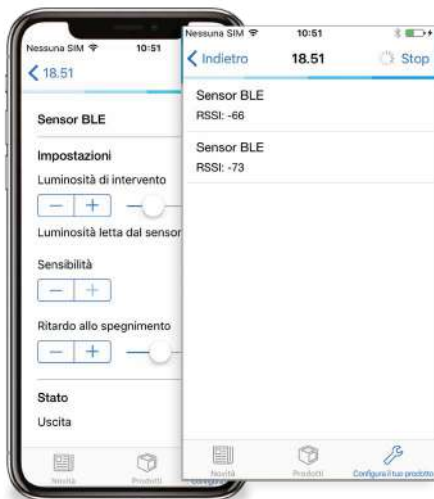 Nessuna SIM 10:51
18.51
Sensor BLE
Impostazioni
Luminosità di intervento
− +
Luminosità letta dal sensor
Sensibilità
− +
Ritardo allo spegnimento
− +
Stato
Uscita
Novità Prodotti Configura il
Nessuna SIM 10:51
Indietro 18.51 Stop
Sensor BLE
RSSI: -66
Sensor BLE
RSSI: -73
Novità Prodotti Configura il tuo prodotto